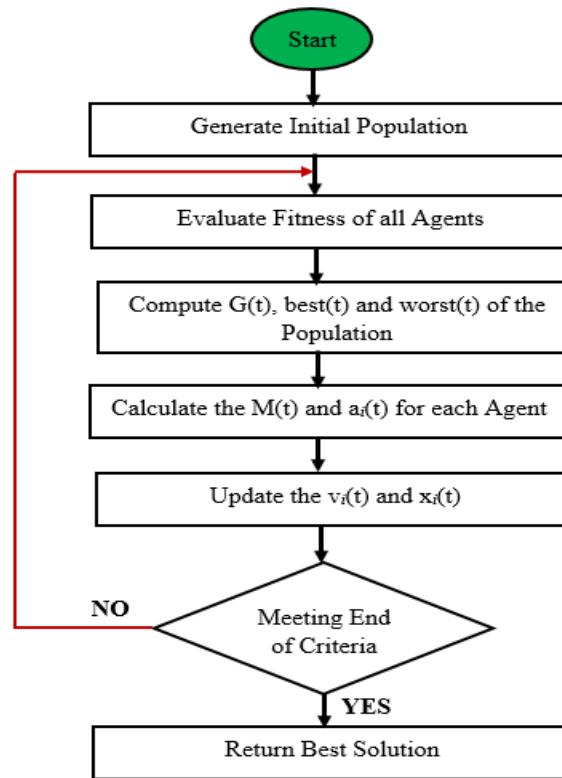 Start
Generate Initial Population
Evaluate Fitness of all Agents
Compute G(t), best(t) and worst(t) of the
Population
Calculate the M(t) and aᵢ(t) for each Agent
Update the vᵢ(t) and xᵢ(t)
NO
Meeting End
of Criteria
YES
Return Best Solution